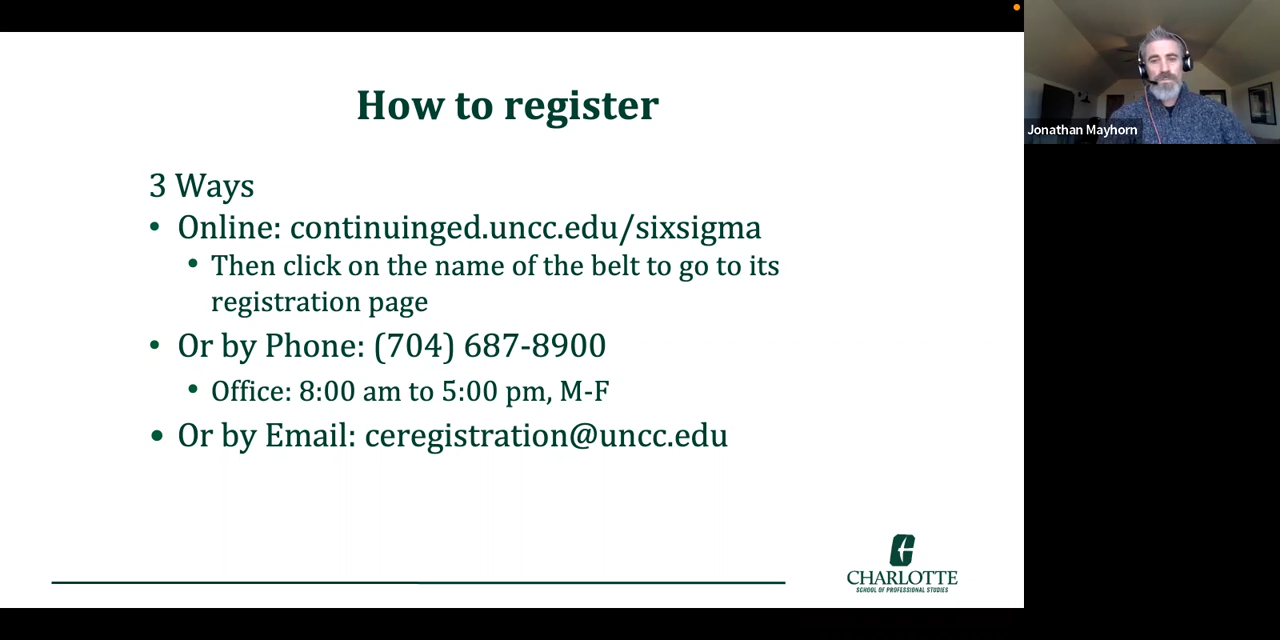 How to register
3 Ways
• Online: continuinged.uncc.edu/sixsigma
• Then click on the name of the belt to go to its
registration page
• Or by Phone: (704) 687-8900
• Office: 8:00 am to 5:00 pm, M-F
• Or by Email: ceregistration@uncc.edu
CHARLOTTE
SCHOOL OF PROFESSIONAL STUDIES
Jonathan Mayhorn